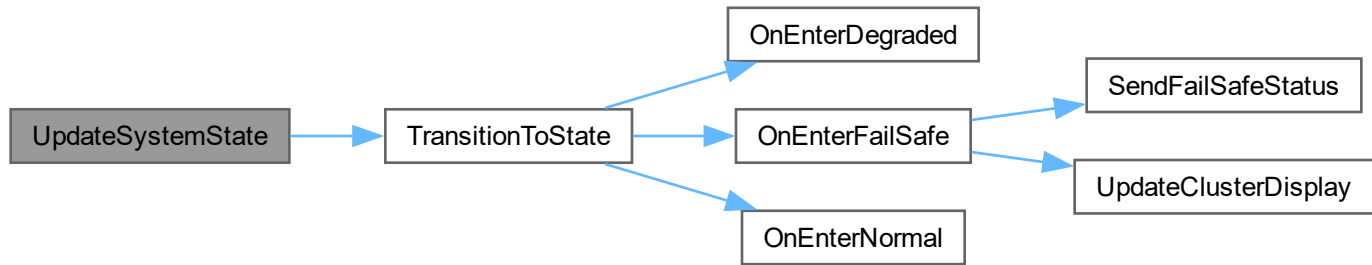 UpdateSystemState
TransitionToState
OnEnterDegraded
OnEnterFailSafe
OnEnterNormal
SendFailSafeStatus
UpdateClusterDisplay